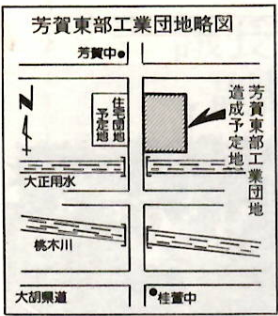 芳賀東部工業団地略図
芳賀中
住宅団地
予定地
芳賀東部工業団地
造成予定地
大正用水
桃木川
大胡県道
桂萱中